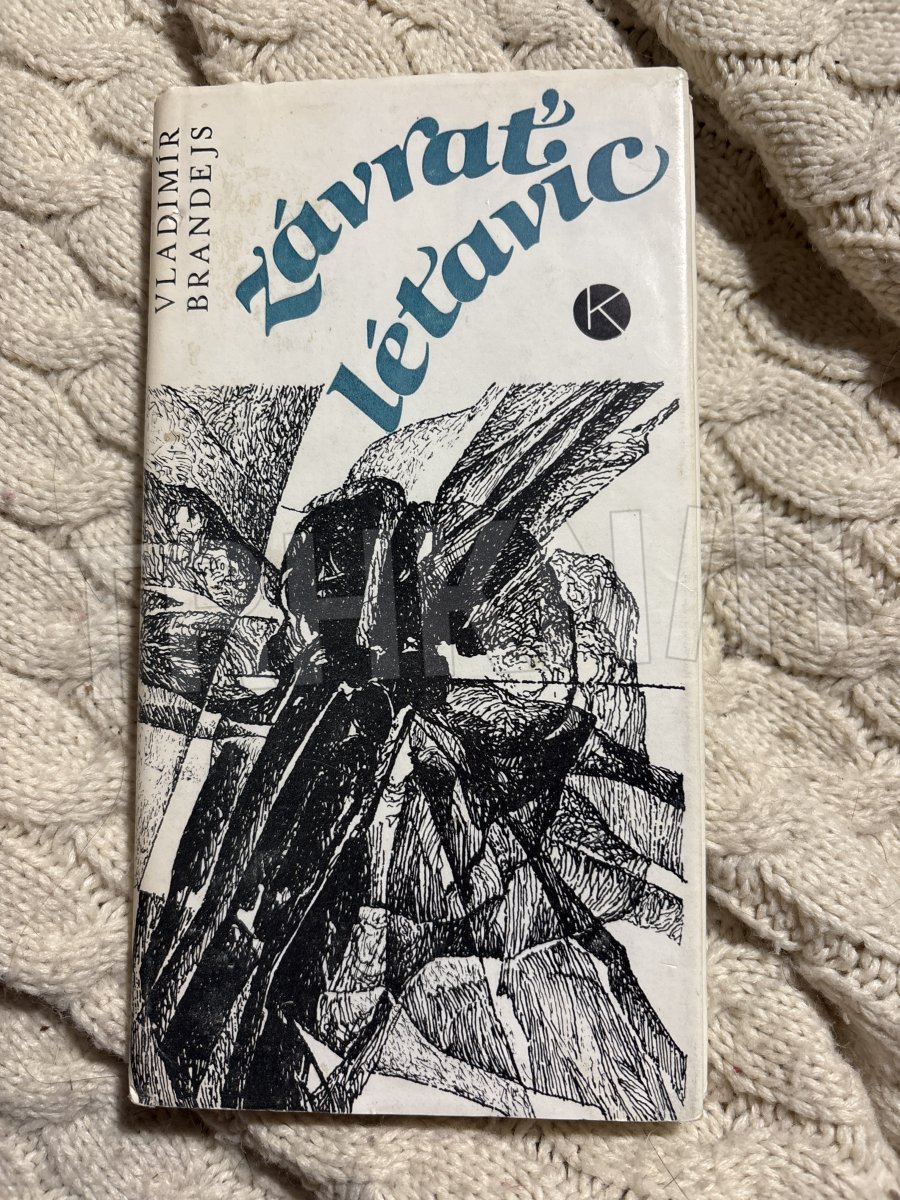 VLADIMÍR
BRANDEJS
závrať
létavic
K